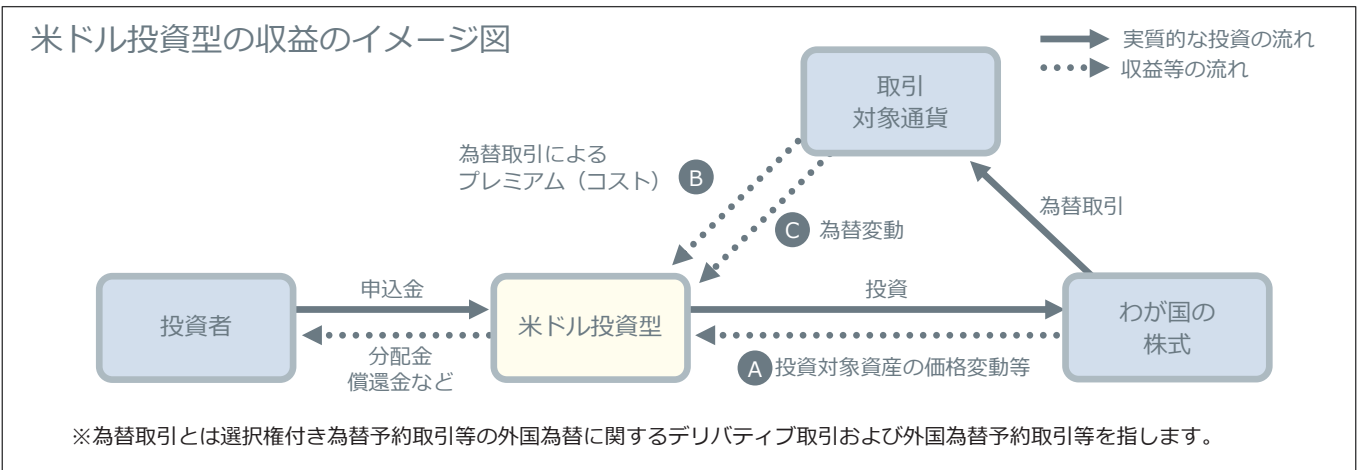 米ドル投資型の収益のイメージ図
実質的な投資の流れ
収益等の流れ
取引
対象通貨
為替取引による
プレミアム（コスト）
B
為替取引
C
為替変動
申込金
投資
投資者
米ドル投資型
わが国の
株式
分配金
償還金など
A
投資対象資産の価格変動等
※為替取引とは選択権付き為替予約取引等の外国為替に関するデリバティブ取引および外国為替予約取引等を指します。